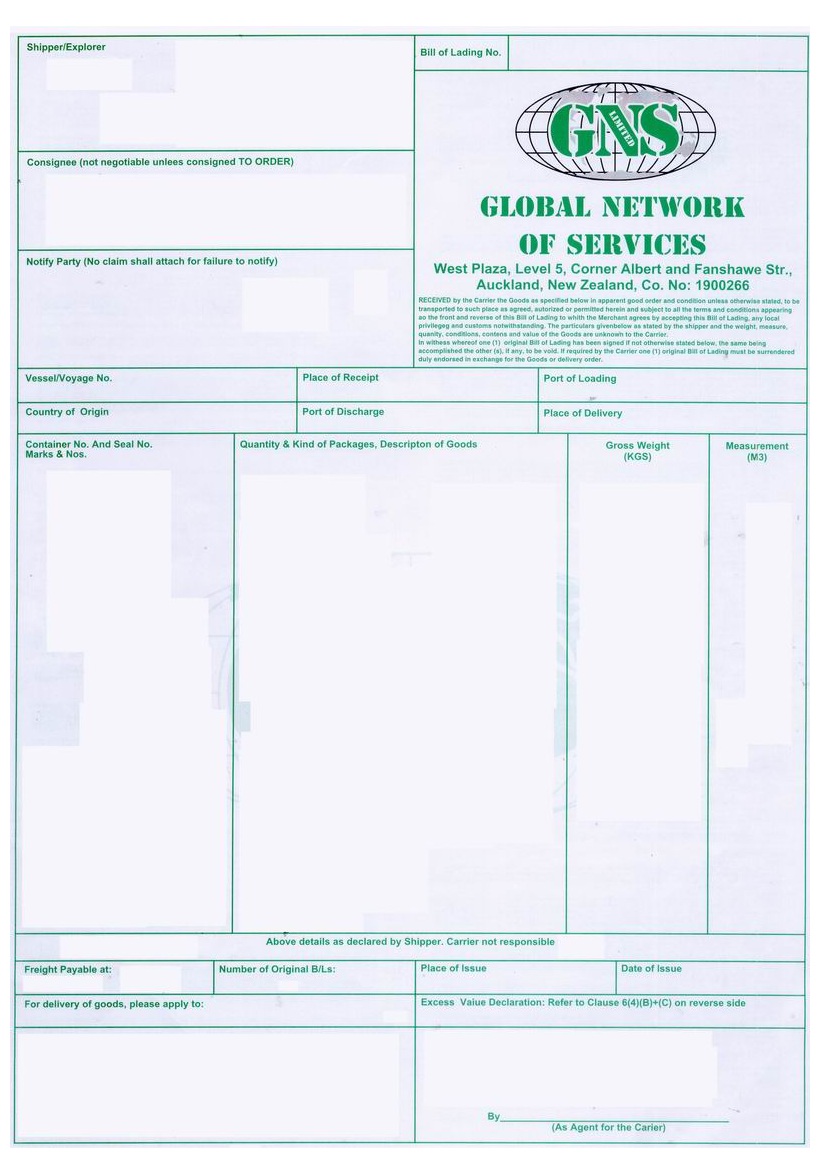 Shipper/Explorer
Bill of Lading No.
GNS
LIMITED
GLOBAL NETWORK
OF SERVICES
West Plaza, Level 5, Corner Albert and Fanshawe Str.,
Auckland, New Zealand, Co. No: 1900266
RECEIVED by the Carrier the Goods as specified below in apparent good order and condition unless otherwise stated, to be
transported to such place as agreed, autorized or permitted herein and subject to all the terms and conditions appearing
ao the front and reverse of this Bill of Lading to whith the Merchant agrees by accepting this Bill of Lading, any local
privilegeg and customs notwithstanding. The particulars givenbelow as stated by the shipper and the weight, measure,
quanity, conditions, contens and value of the Goods are unknown to the Carrier.
In witness whereof one (1) original Bill of Lading has been signed if not otherwise stated below, the same being
accomplished the other (s), if any, to be void. If required by the Carrier one (1) original Bill of Lading must be surrendered
duly endorsed in exchange for the Goods or delivery order.
Consignee (not negotiable unlees consigned TO ORDER)
Notify Party (No claim shall attach for failure to notify)
Vessel/Voyage No.
Place of Receipt
Port of Loading
Country of Origin
Port of Discharge
Place of Delivery
Container No. And Seal No.
Marks & Nos.
Quantity & Kind of Packages, Descripton of Goods
Gross Weight
(KGS)
Measurement
(M3)
Above details as declared by Shipper. Carrier not responsible
Freight Payable at:
Number of Original B/Ls:
Place of Issue
Date of Issue
For delivery of goods, please apply to:
Excess Value Declaration: Refer to Clause 6(4)(B)+(C) on reverse side
By
(As Agent for the Carier)